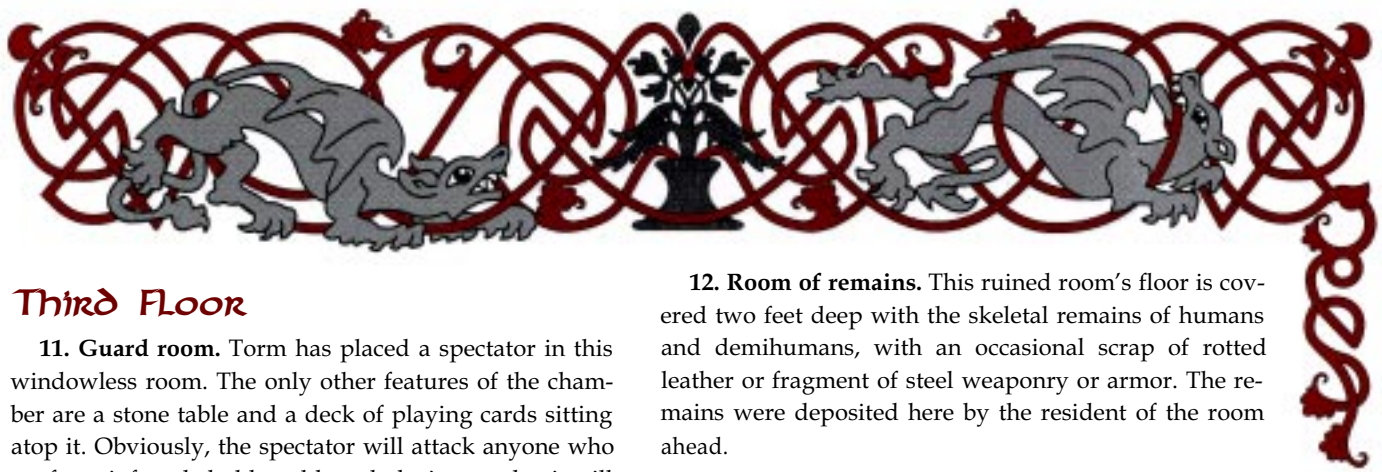 Third Floor
11. Guard room. Torm has placed a spectator in this
windowless room. The only other features of the cham-
ber are a stone table and a deck of playing cards sitting
atop it. Obviously, the spectator will attack anyone who
12. Room of remains. This ruined room's floor is cov-
ered two feet deep with the skeletal remains of humans
and demihumans, with an occasional scrap of rotted
leather or fragment of steel weaponry or armor. The re-
mains were deposited here by the resident of the room
ahead.